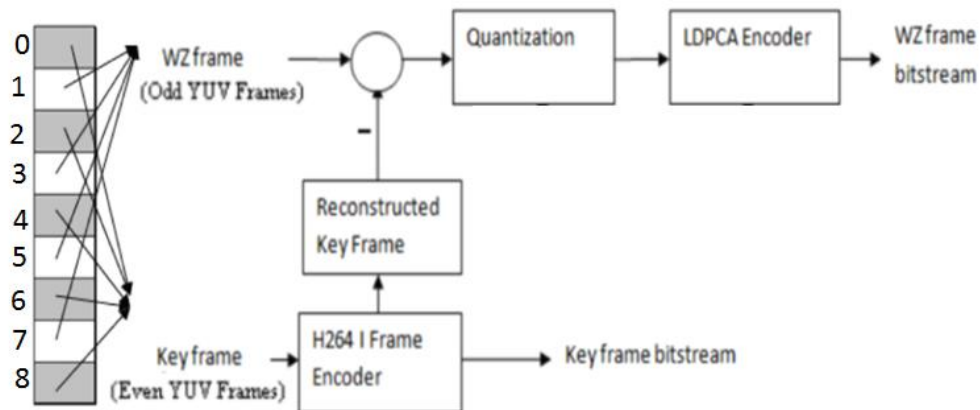 0
1
2
3
4
5
6
7
8
WZ frame
(Odd YUV Frames)
Quantization
LDPCA Encoder
WZ frame
bitstream
-
Reconstructed
Key Frame
Key frame
(Even YUV Frames)
H264 I Frame
Encoder
Key frame bitstream